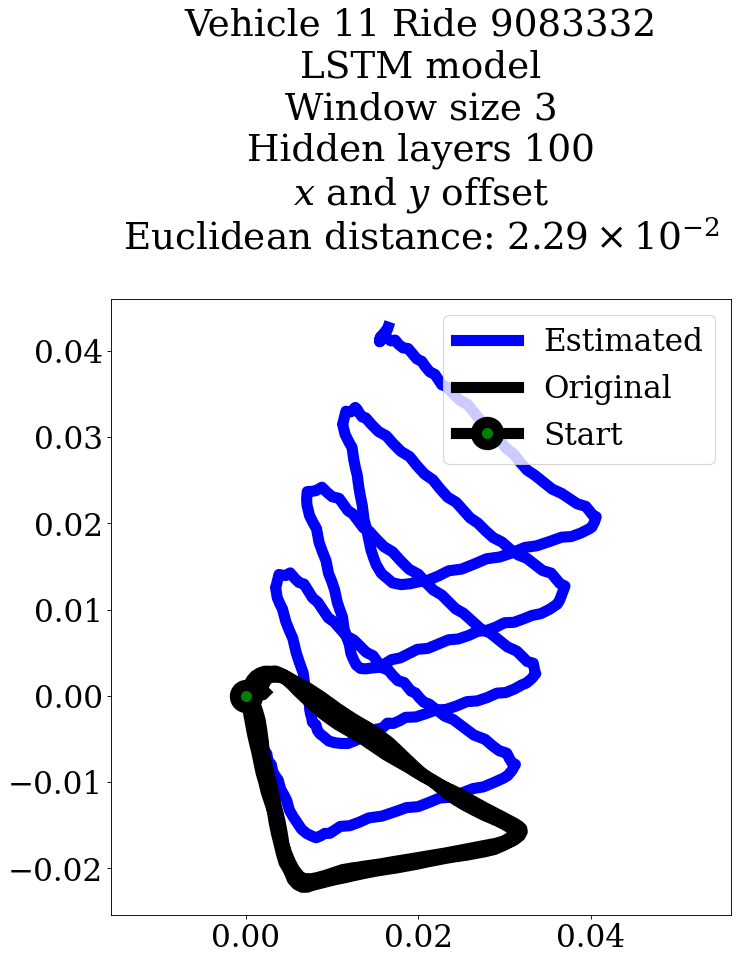 Vehicle 11 Ride 9083332
LSTM model
Window size 3
Hidden layers 100
x and y offset
Euclidean distance: 2.29 × 10⁻²
Estimated
Original
Start
0.04
0.03
0.02
0.01
0.00
−0.01
−0.02
0.00 0.02 0.04